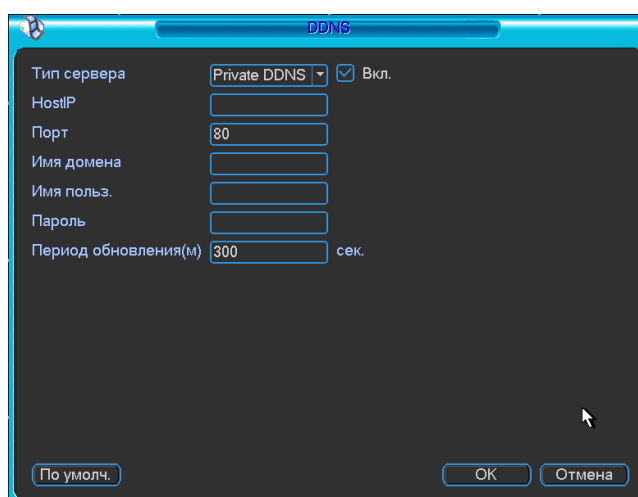 DDNS
Тип сервера Private DDNS Вкл.
HostIP
Порт 80
Имя домена
Имя польз.
Пароль
Период обновления(м) 300 сек.
По умолч. OK Отмена